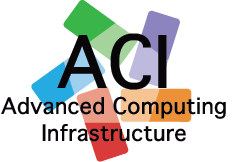 ACI
Advanced Computing
Infrastructure